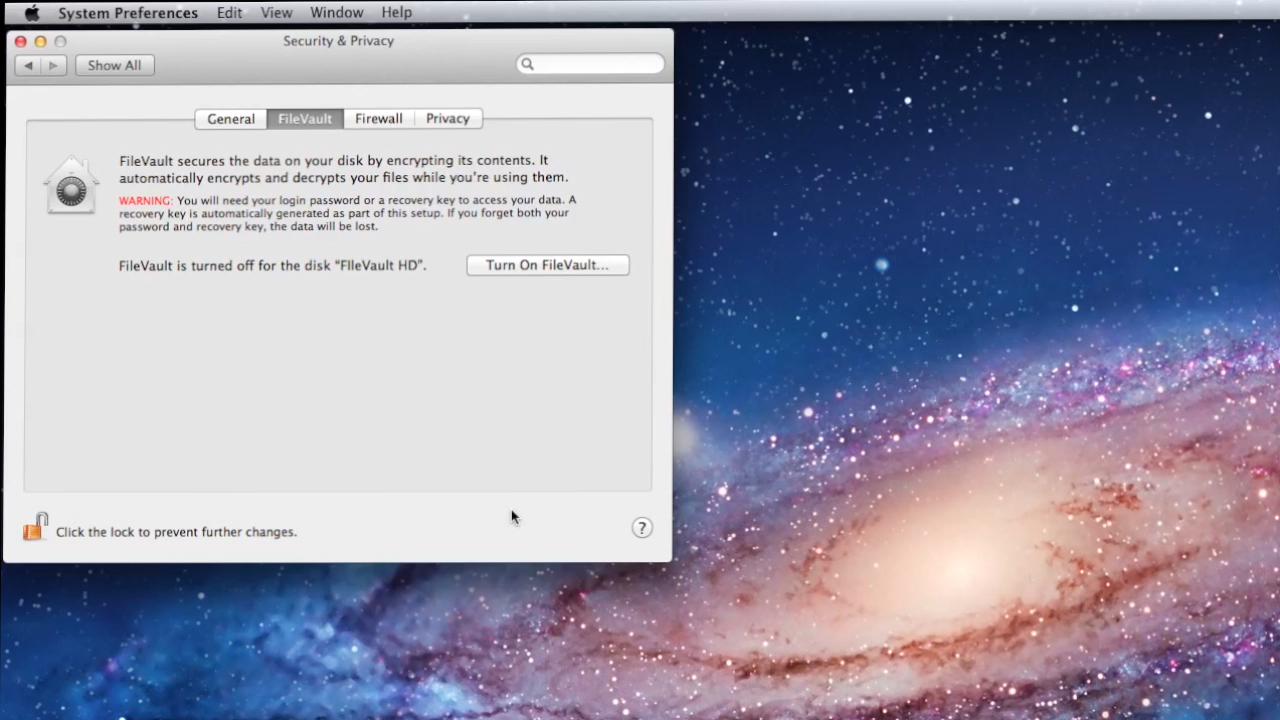 System Preferences Edit View Window Help
Security & Privacy
Show All
General FileVault Firewall Privacy
FileVault secures the data on your disk by encrypting its contents. It
automatically encrypts and decrypts your files while you're using them.
WARNING: You will need your login password or a recovery key to access your data. A
recovery key is automatically generated as part of this setup. If you forget both your
password and recovery key, the data will be lost.
FileVault is turned off for the disk “FIleVault HD”. Turn On FileVault...
Click the lock to prevent further changes. ?